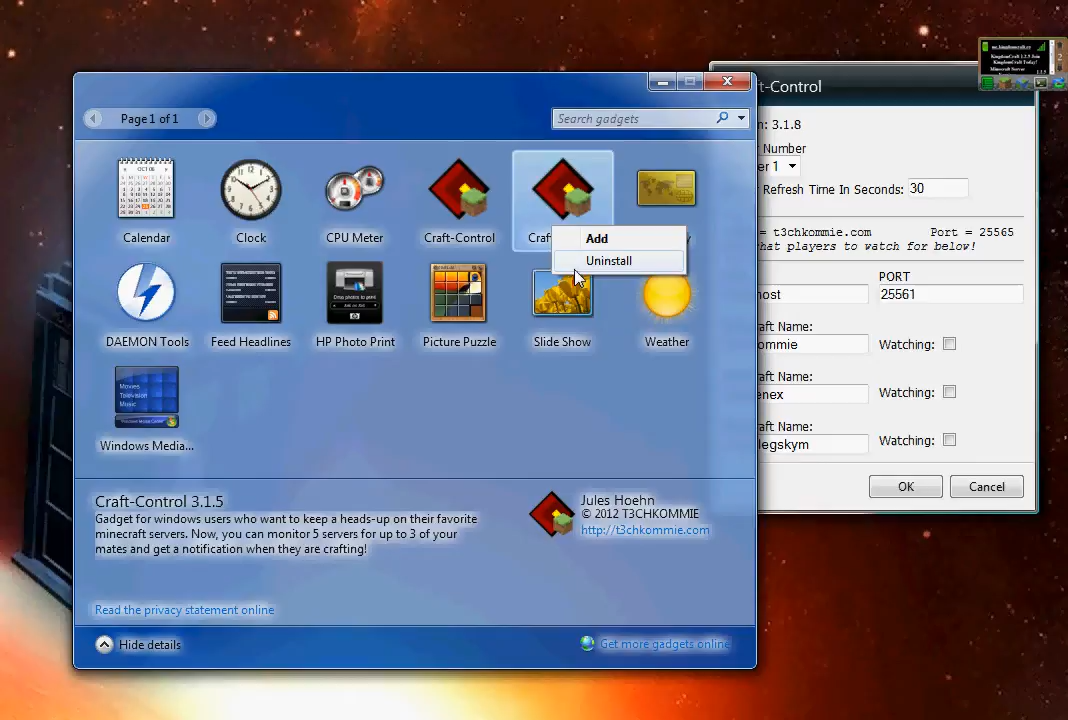 Page 1 of 1
Search gadgets
Calendar
Clock
CPU Meter
Craft-Control
Craf
y
Add
Uninstall
DAEMON Tools
Feed Headlines
HP Photo Print
Picture Puzzle
Slide Show
Weather
Windows Media...
Craft-Control 3.1.5
Gadget for windows users who want to keep a heads-up on their favorite
minecraft servers. Now, you can monitor 5 servers for up to 3 of your
mates and get a notification when they are crafting!
Jules Hoehn
© 2012 T3CHKOMMIE
http://t3chkommie.com
Read the privacy statement online
Hide details
Get more gadgets online
ft-Control
n: 3.1.8
r Number
er 1
Refresh Time In Seconds: 30
= t3chkommie.com Port = 25565
what players to watch for below!
PORT
ost
25561
aft Name:
ommie
Watching:
aft Name:
enex
Watching:
aft Name:
legskym
Watching:
OK
Cancel